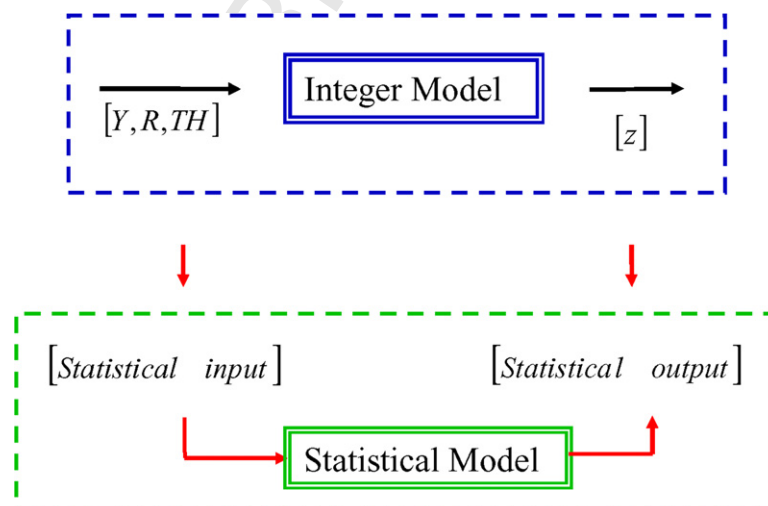 Integer Model
[Y,R,TH]
[z]
[Statistical input]
[Statistical output]
Statistical Model